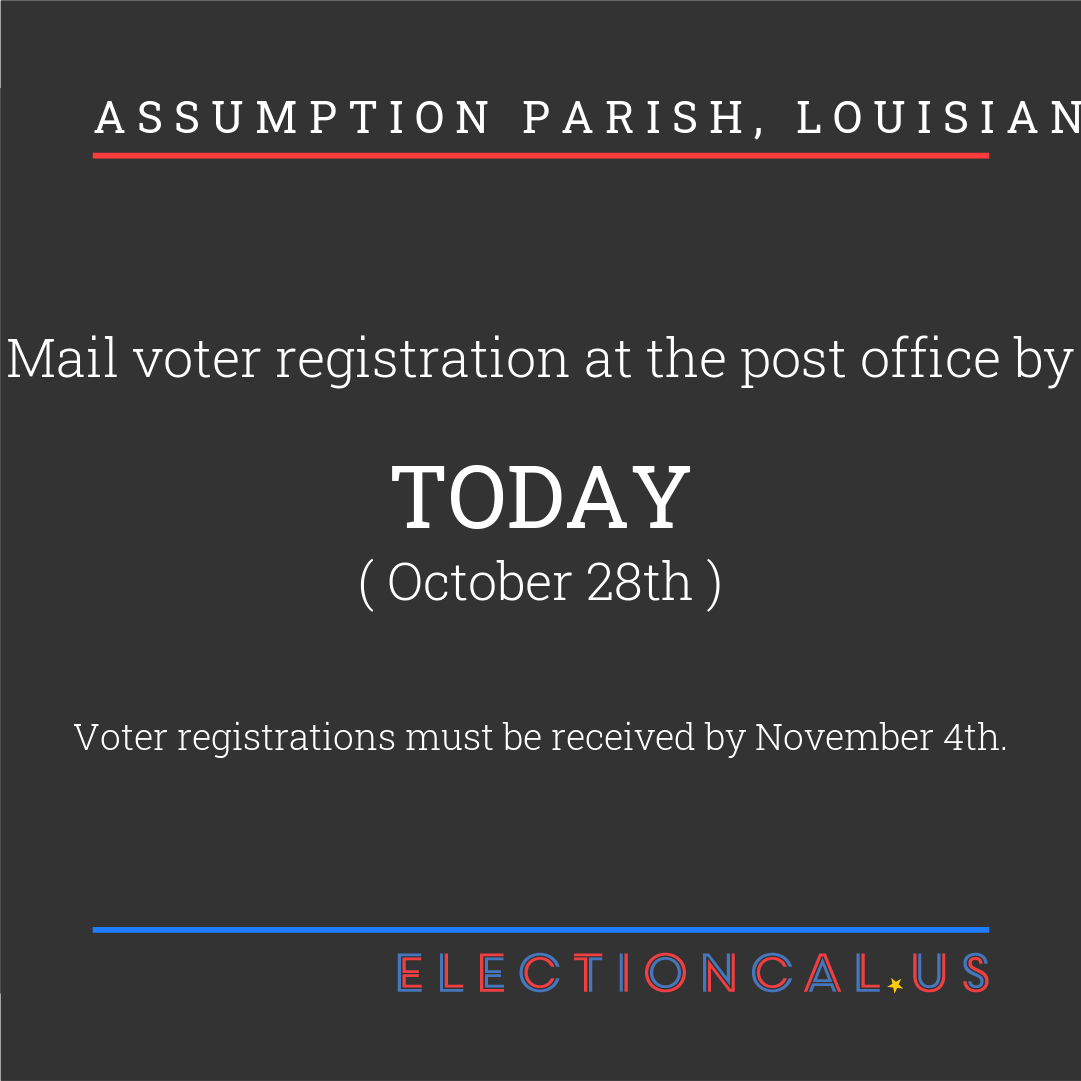 ASSUMPTION PARISH, LOUISIAN
Mail voter registration at the post office by
TODAY
( October 28th )
Voter registrations must be received by November 4th.
ELECTIONCAL.US